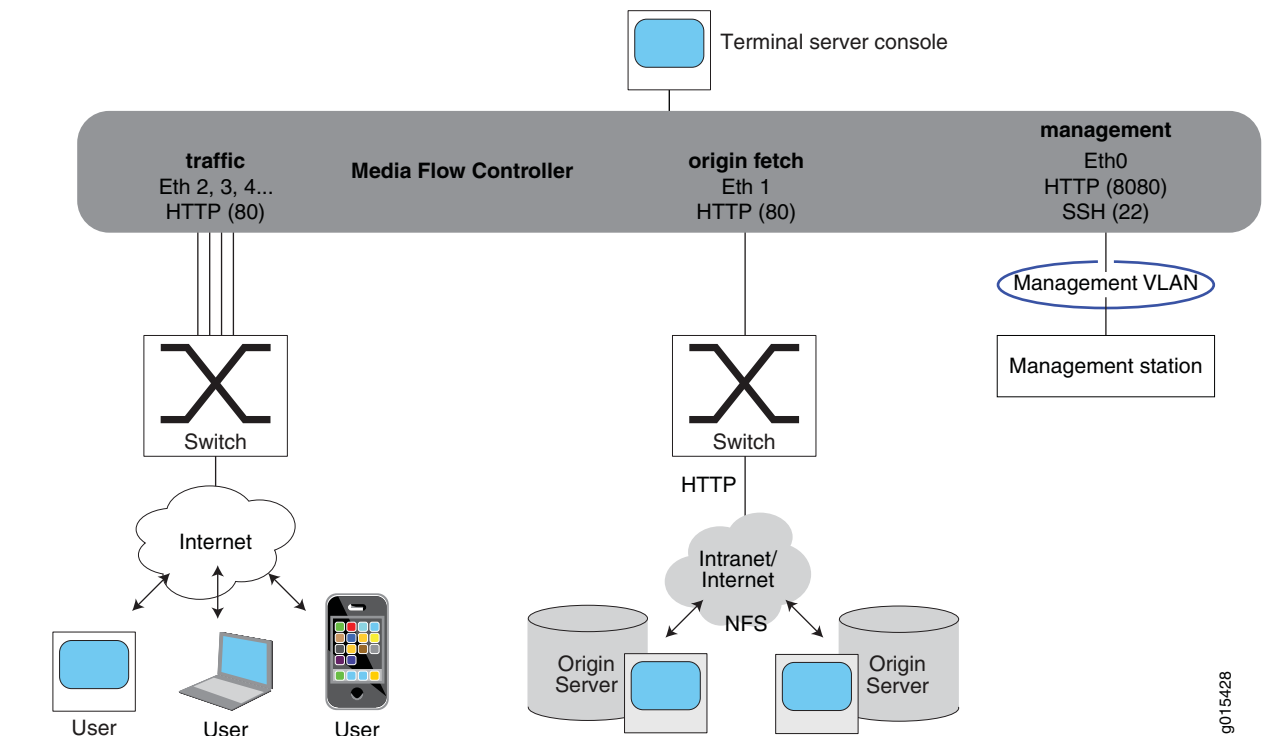 Terminal server console
management
traffic
Media Flow Controller
origin fetch
Eth 2, 3, 4...
Eth 1
Eth0
HTTP (80)
HTTP (80)
HTTP (8080)
SSH (22)
Management VLAN
Management station
Switch
Switch
HTTP
Internet
Intranet/
Internet
NFS
Origin
Server
Origin
Server
User
User
User
g015428